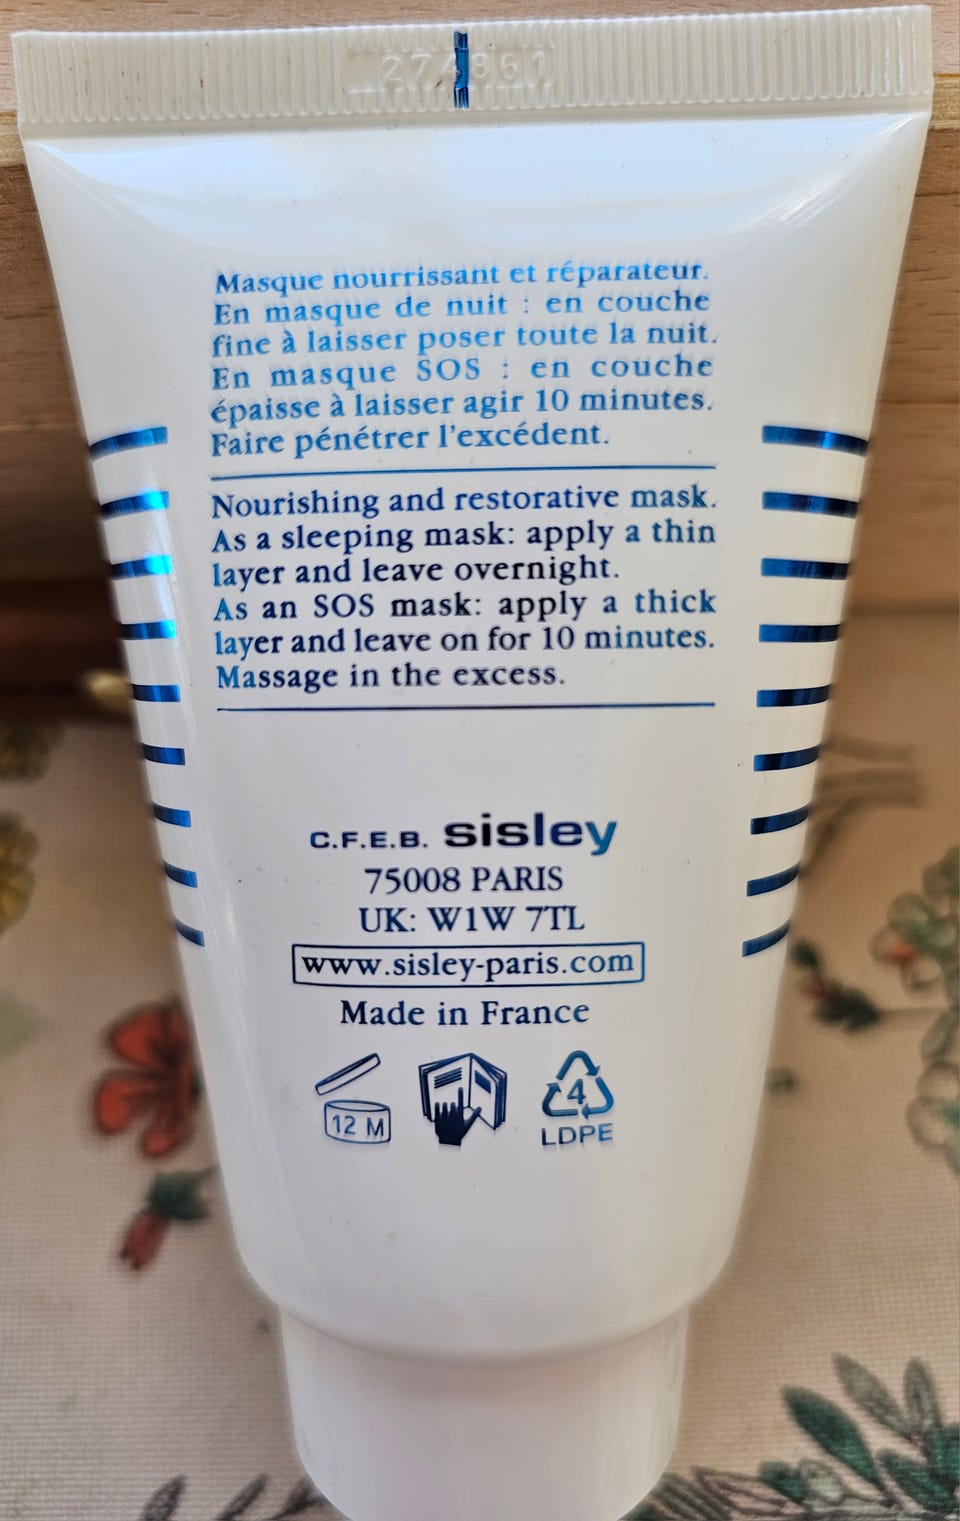 Masque nourrissant et réparateur.
En masque de nuit : en couche
fine à laisser poser toute la nuit.
En masque SOS : en couche
épaisse à laisser agir 10 minutes.
Faire pénétrer l'excédent.
Nourishing and restorative mask.
As a sleeping mask: apply a thin
layer and leave overnight.
As an SOS mask: apply a thick
layer and leave on for 10 minutes.
Massage in the excess.
C.F.E.B. sisley
75008 PARIS
UK: W1W 7TL
www.sisley-paris.com
Made in France
12 M
4
LDPE